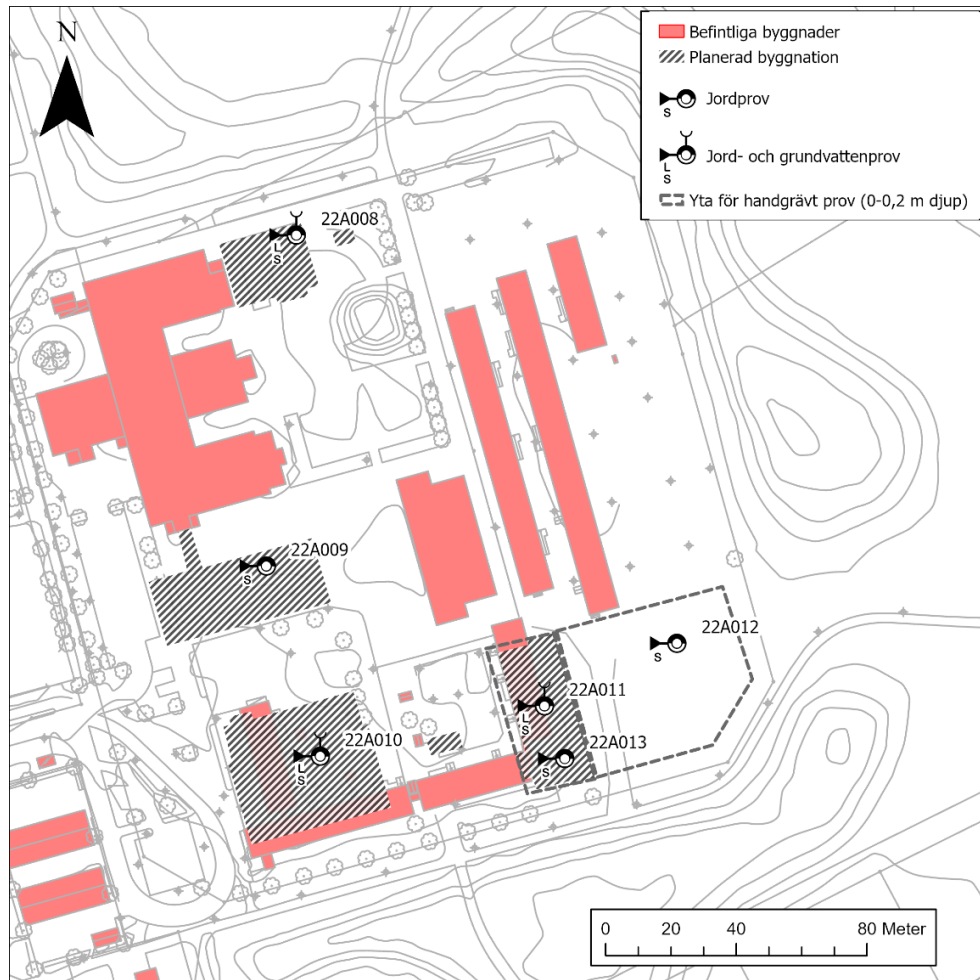 N
Befintliga byggnader
Planerad byggnation
Jordprov
S
Jord- och grundvattenprov
L
S
Yta för handgrävt prov (0-0,2 m djup)
22A008
L
S
22A009
S
22A012
S
22A011
L
S
22A010
L
S
22A013
S
0 20 40 80 Meter